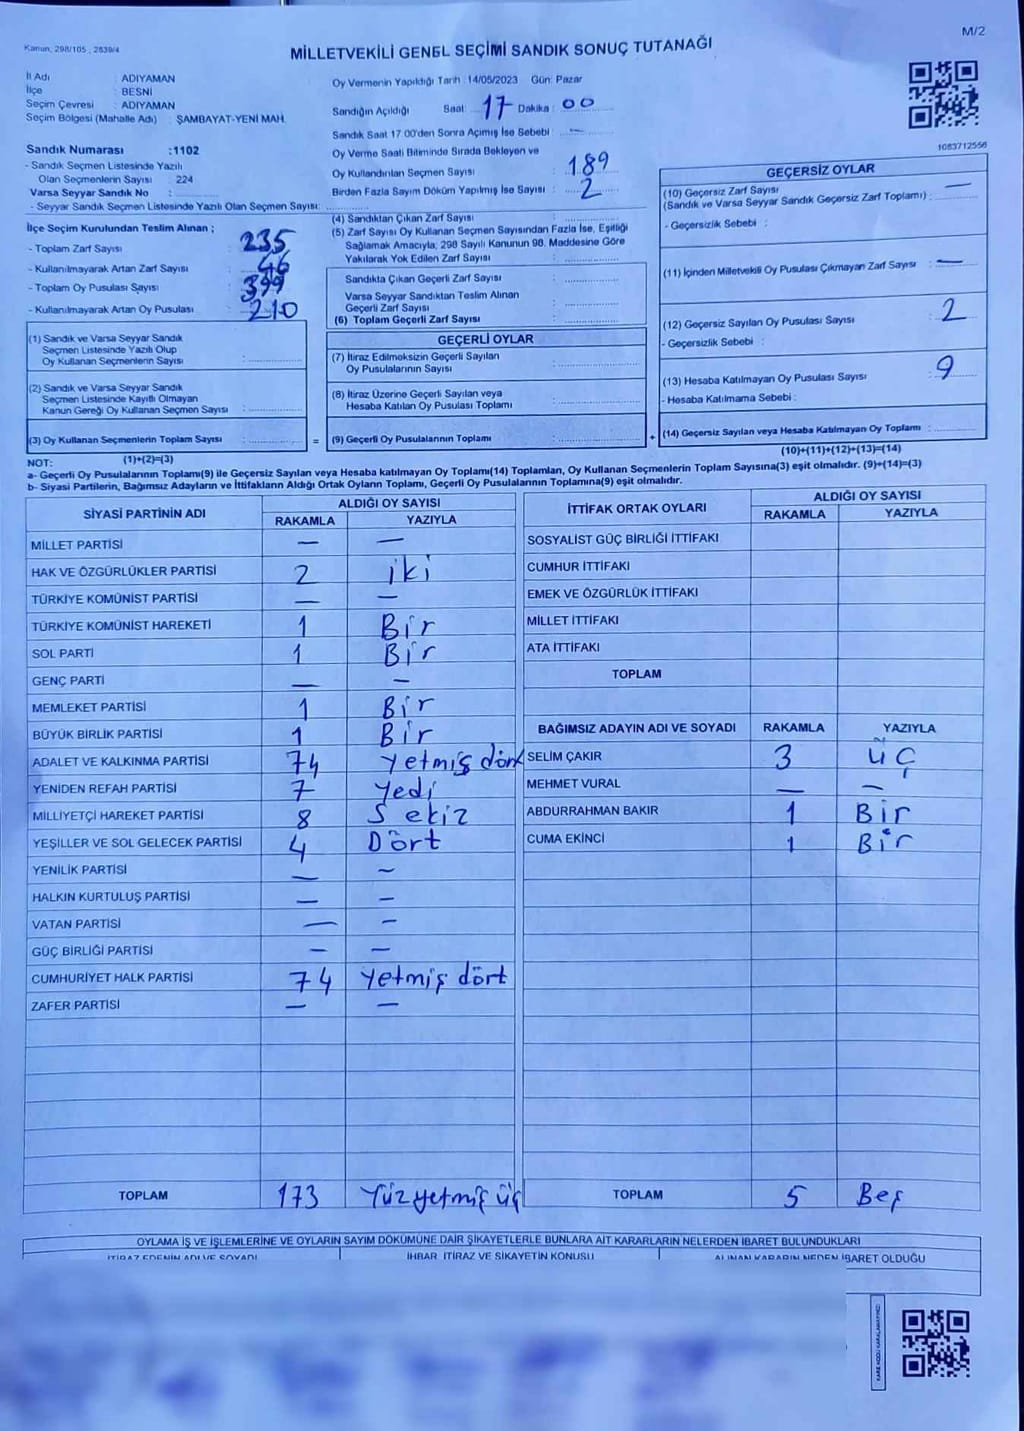 Kanun, 298/105 , 2839/4
M/2
MİLLETVEKİLİ GENEL SEÇİMİ SANDIK SONUÇ TUTANAĞI
İl Adı : ADIYAMAN
İlçe : BESNİ
Seçim Çevresi : ADIYAMAN
Seçim Bölgesi (Mahalle Adı) : ŞAMBAYAT-YENİ MAH.
Sandık Numarası :1102
- Sandık Seçmen Listesinde Yazılı
Olan Seçmenlerin Sayısı : 224
Varsa Seyyar Sandık No :
- Seyyar Sandık Seçmen Listesinde Yazılı Olan Seçmen Sayısı:
Oy Vermenin Yapıldığı Tarih :14/05/2023 Gün: Pazar
Sandığın Açıldığı Saat: 17 Dakika : 00
Sandık Saat 17.00'den Sonra Açımış İse Sebebi : —
Oy Verme Saati Bitiminde Sırada Bekleyen ve
Oy Kullandırılan Seçmen Sayısı : 189
Birden Fazla Sayım Döküm Yapılmış İse Sayısı : 2
1083712556
İlçe Seçim Kurulundan Teslim Alınan ;
- Toplam Zarf Sayısı : 235
- Kullanılmayarak Artan Zarf Sayısı : 46
- Toplam Oy Pusulası Sayısı : 399
- Kullanılmayarak Artan Oy Pusulası : 210
(1) Sandık ve Varsa Seyyar Sandık
Seçmen Listesinde Yazılı Olup
Oy Kullanan Seçmenlerin Sayısı :
(2) Sandık ve Varsa Seyyar Sandık
Seçmen Listesinde Kayıtlı Olmayan
Kanun Gereği Oy Kullanan Seçmen Sayısı :
(3) Oy Kullanan Seçmenlerin Toplam Sayısı :
(4) Sandıktan Çıkan Zarf Sayısı :
(5) Zarf Sayısı Oy Kullanan Seçmen Sayısından Fazla İse, Eşitliği
Sağlamak Amacıyla, 298 Sayılı Kanunun 98. Maddesine Göre
Yakılarak Yok Edilen Zarf Sayısı :
Sandıkta Çıkan Geçerli Zarf Sayısı :
Varsa Seyyar Sandıktan Teslim Alınan
Geçerli Zarf Sayısı :
(6) Toplam Geçerli Zarf Sayısı :
GEÇERLİ OYLAR
(7) İtiraz Edilmeksizin Geçerli Sayılan
Oy Pusulalarının Sayısı :
(8) İtiraz Üzerine Geçerli Sayılan veya
Hesaba Katılan Oy Pusulası Toplamı :
= (9) Geçerli Oy Pusulalarının Toplamı :
GEÇERSİZ OYLAR
(10) Geçersiz Zarf Sayısı
(Sandık ve Varsa Seyyar Sandık Geçersiz Zarf Toplamı) : —
- Geçersizlik Sebebi :
(11) İçinden Milletvekili Oy Pusulası Çıkmayan Zarf Sayısı : —
(12) Geçersiz Sayılan Oy Pusulası Sayısı : 2
- Geçersizlik Sebebi :
(13) Hesaba Katılmayan Oy Pusulası Sayısı : 9
- Hesaba Katılmama Sebebi :
+ (14) Geçersiz Sayılan veya Hesaba Katılmayan Oy Toplamı :
NOT: (1)+(2)=(3)
(10)+(11)+(12)+(13)=(14)
a- Geçerli Oy Pusulalarının Toplamı(9) ile Geçersiz Sayılan veya Hesaba katılmayan Oy Toplamı(14) Toplamları, Oy Kullanan Seçmenlerin Toplam Sayısına(3) eşit olmalıdır. (9)+(14)=(3)
b- Siyasi Partilerin, Bağımsız Adayların ve İttifakların Aldığı Ortak Oyların Toplamı, Geçerli Oy Pusulalarının Toplamına(9) eşit olmalıdır.
SİYASİ PARTİNİN ADI
ALDIĞI OY SAYISI
RAKAMLA YAZIYLA
MİLLET PARTİSİ — —
HAK VE ÖZGÜRLÜKLER PARTİSİ 2 iki
TÜRKİYE KOMÜNİST PARTİSİ — —
TÜRKİYE KOMÜNİST HAREKETİ 1 Bir
SOL PARTİ 1 Bir
GENÇ PARTİ — —
MEMLEKET PARTİSİ 1 Bir
BÜYÜK BİRLİK PARTİSİ 1 Bir
ADALET VE KALKINMA PARTİSİ 74 Yetmiş dört
YENİDEN REFAH PARTİSİ 7 Yedi
MİLLİYETÇİ HAREKET PARTİSİ 8 Sekiz
YEŞİLLER VE SOL GELECEK PARTİSİ 4 Dört
YENİLİK PARTİSİ — —
HALKIN KURTULUŞ PARTİSİ — —
VATAN PARTİSİ — —
GÜÇ BİRLİĞİ PARTİSİ — —
CUMHURİYET HALK PARTİSİ 74 Yetmiş dört
ZAFER PARTİSİ — —
TOPLAM 173 Yüzyetmiş üç
İTTİFAK ORTAK OYLARI
ALDIĞI OY SAYISI
RAKAMLA YAZIYLA
SOSYALİST GÜÇ BİRLİĞİ İTTİFAKI
CUMHUR İTTİFAKI
EMEK VE ÖZGÜRLÜK İTTİFAKI
MİLLET İTTİFAKI
ATA İTTİFAKI
TOPLAM
BAĞIMSIZ ADAYIN ADI VE SOYADI RAKAMLA YAZIYLA
SELİM ÇAKIR 3 üç
MEHMET VURAL — —
ABDURRAHMAN BAKIR 1 Bir
CUMA EKİNCİ 1 Bir
TOPLAM 5 Beş
OYLAMA İŞ VE İŞLEMLERİNE VE OYLARIN SAYIM DÖKÜMÜNE DAİR ŞİKAYETLERLE BUNLARA AİT KARARLARIN NELERDEN İBARET BULUNDUKLARI
İTİRAZ EDENİN ADI VE SOYADI
İHBAR, İTİRAZ VE ŞİKAYETİN KONUSU
ALINAN KARARIN NEDEN İBARET OLDUĞU
KARE KODU KARALAMAYINIZ!